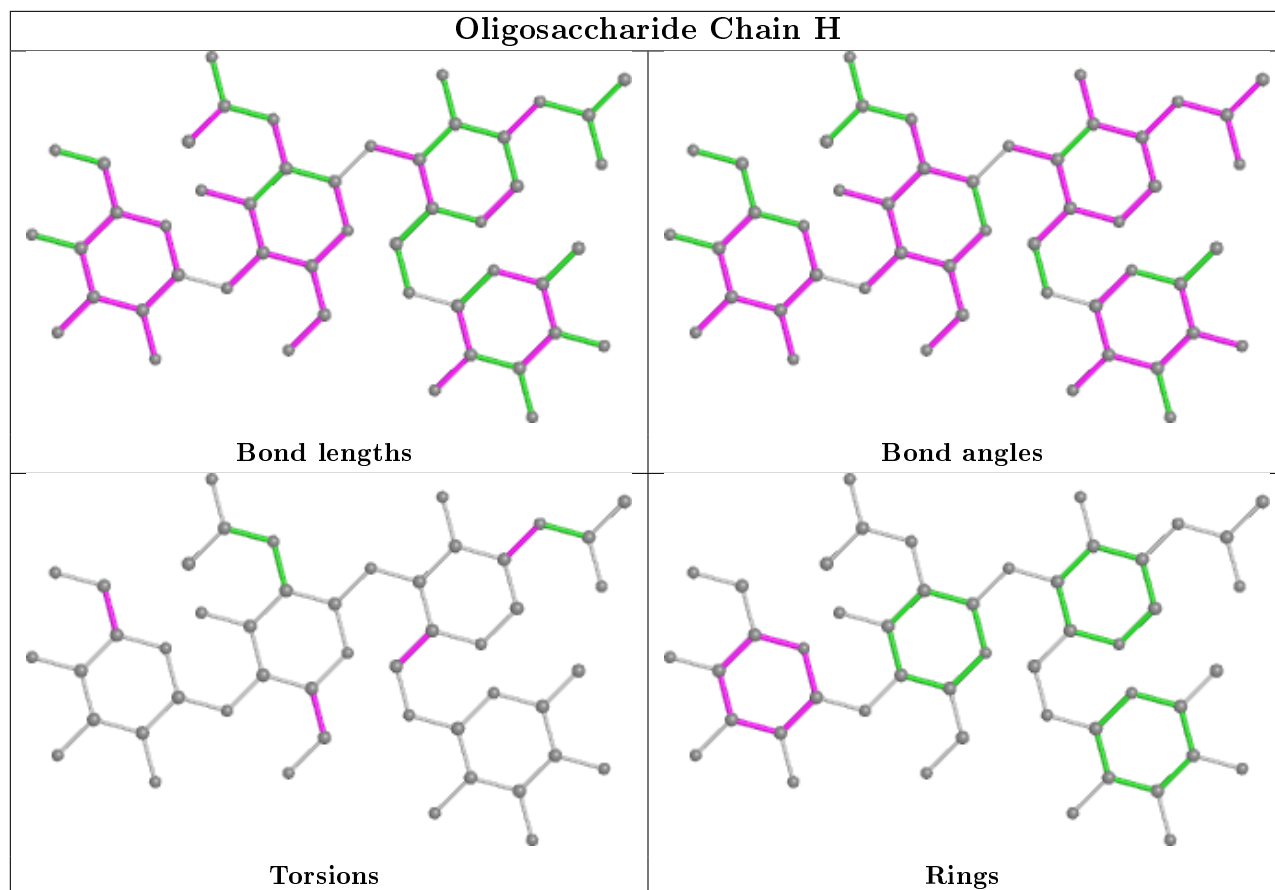 Oligosaccharide Chain H
Bond lengths
Bond angles
Torsions
Rings